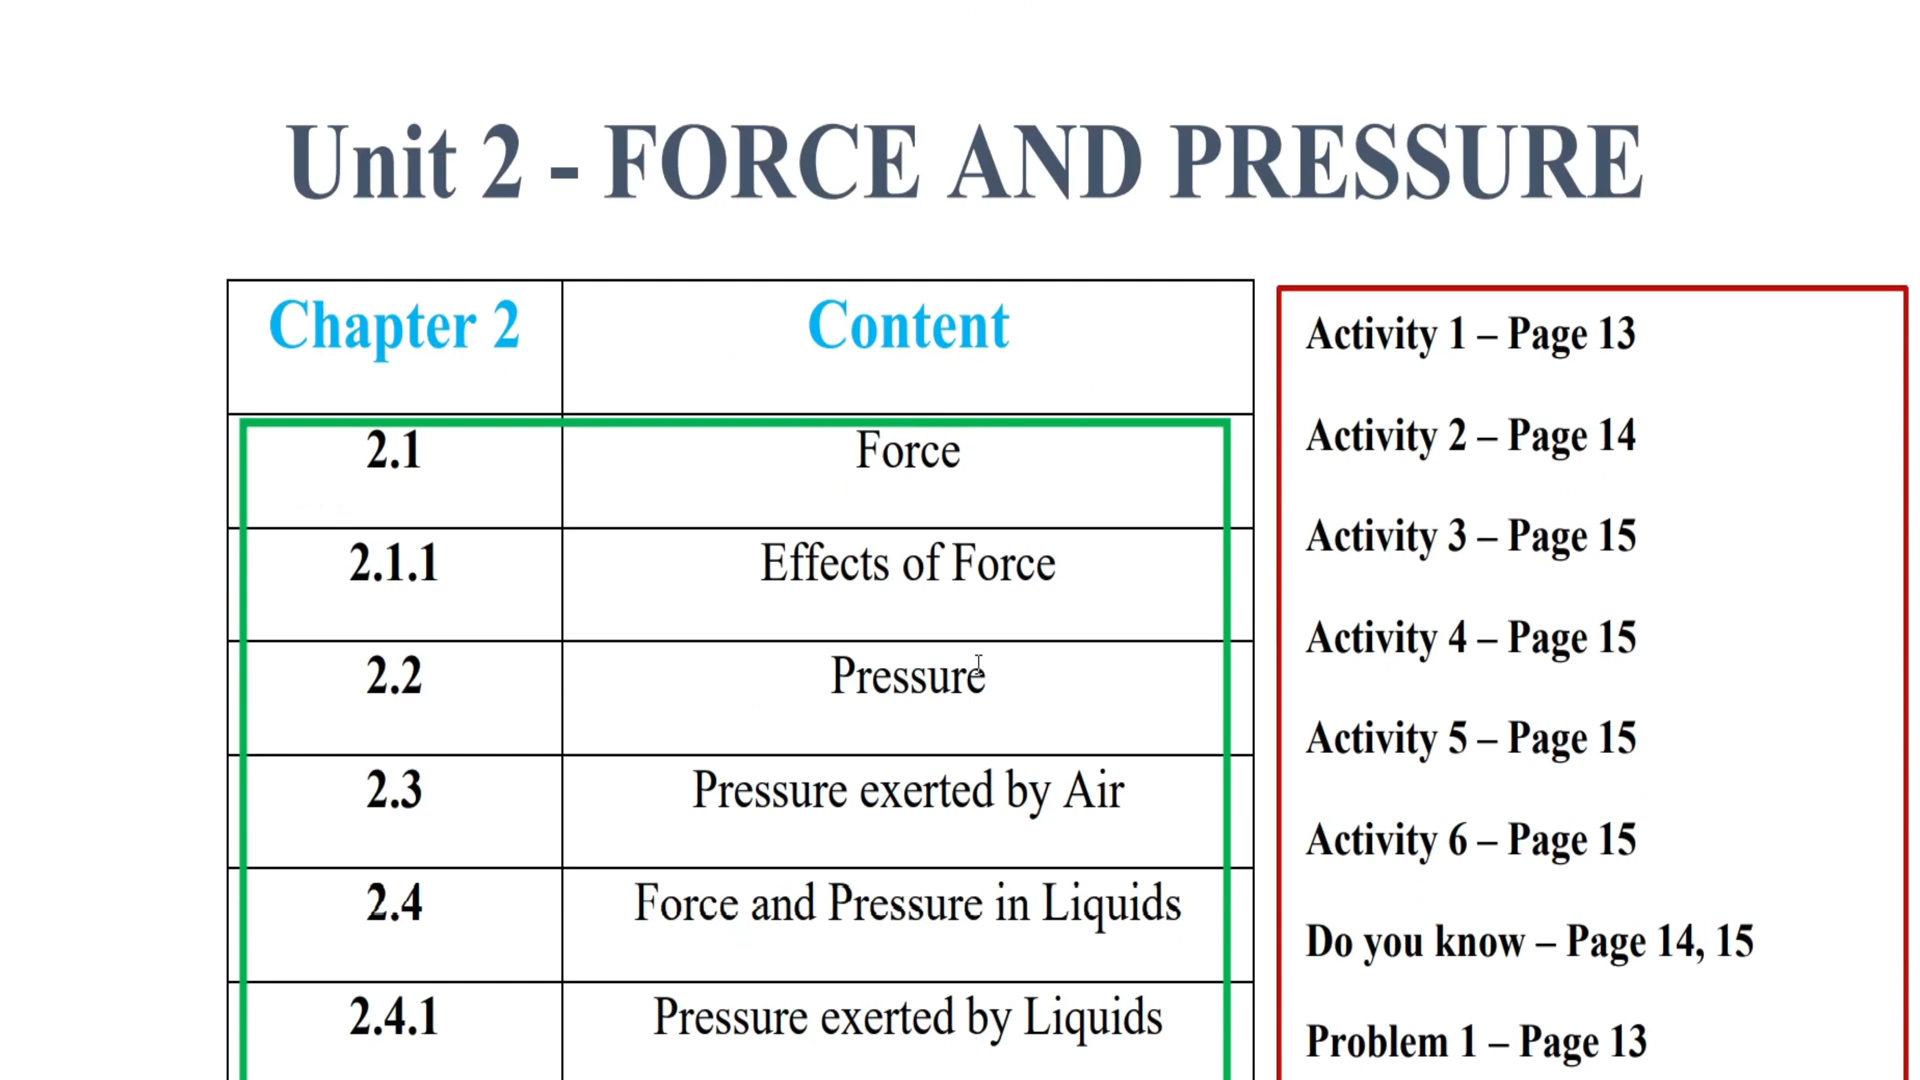 Unit 2 - FORCE AND PRESSURE
Chapter 2 Content
2.1 Force
2.1.1 Effects of Force
2.2 Pressure
2.3 Pressure exerted by Air
2.4 Force and Pressure in Liquids
2.4.1 Pressure exerted by Liquids
Activity 1 – Page 13
Activity 2 – Page 14
Activity 3 – Page 15
Activity 4 – Page 15
Activity 5 – Page 15
Activity 6 – Page 15
Do you know – Page 14, 15
Problem 1 – Page 13